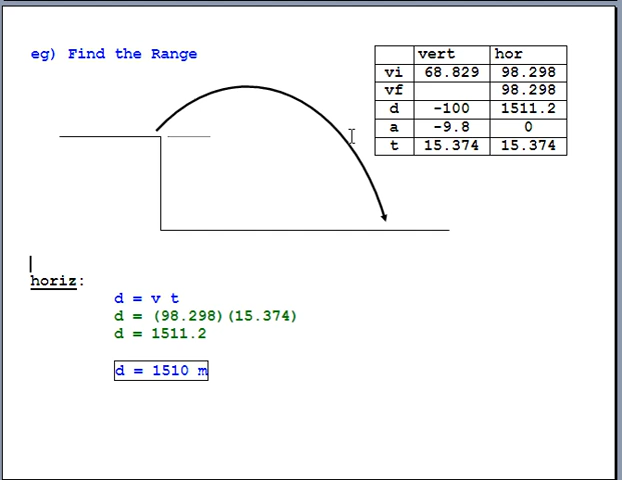 eg) Find the Range
vert hor
vi 68.829 98.298
vf 98.298
d -100 1511.2
a -9.8 0
t 15.374 15.374
horiz:
d = v t
d = (98.298)(15.374)
d = 1511.2
d = 1510 m